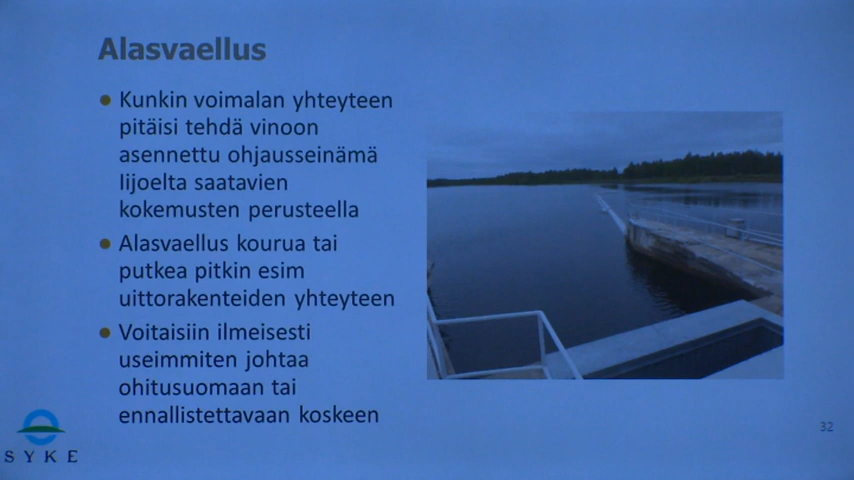 Alasvaellus
● Kunkin voimalan yhteyteen
pitäisi tehdä vinoon
asennettu ohjausseinämä
Iijoelta saatavien
kokemusten perusteella
● Alasvaellus kourua tai
putkea pitkin esim
uittorakenteiden yhteyteen
● Voitaisiin ilmeisesti
useimmiten johtaa
ohitusuomaan tai
ennallistettavaan koskeen
32
SYKE